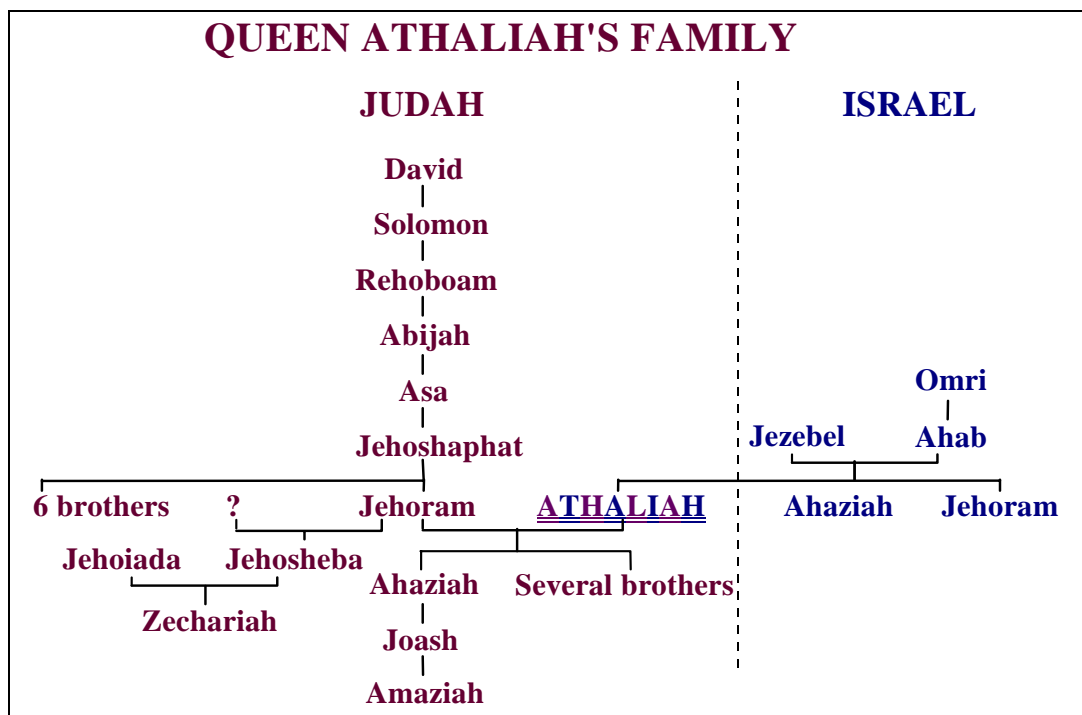 QUEEN ATHALIAH'S FAMILY
JUDAH ISRAEL
David
Solomon
Rehoboam
Abijah
Asa
Omri
Jehoshaphat Jezebel Ahab
6 brothers ? Jehoram ATHALIAH Ahaziah Jehoram
Jehoiada Jehosheba
Ahaziah Several brothers
Zechariah
Joash
Amaziah